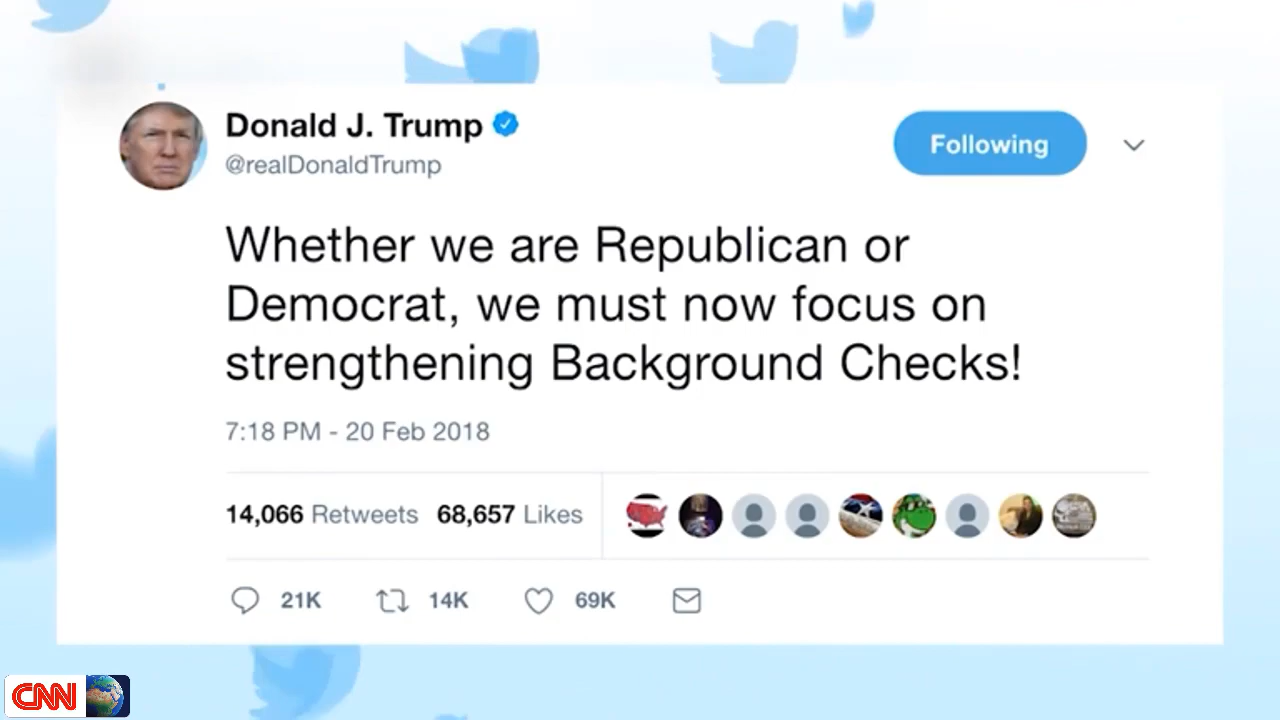 Donald J. Trump
@realDonaldTrump
Following
Whether we are Republican or
Democrat, we must now focus on
strengthening Background Checks!
7:18 PM - 20 Feb 2018
14,066 Retweets 68,657 Likes
21K 14K 69K
CNN